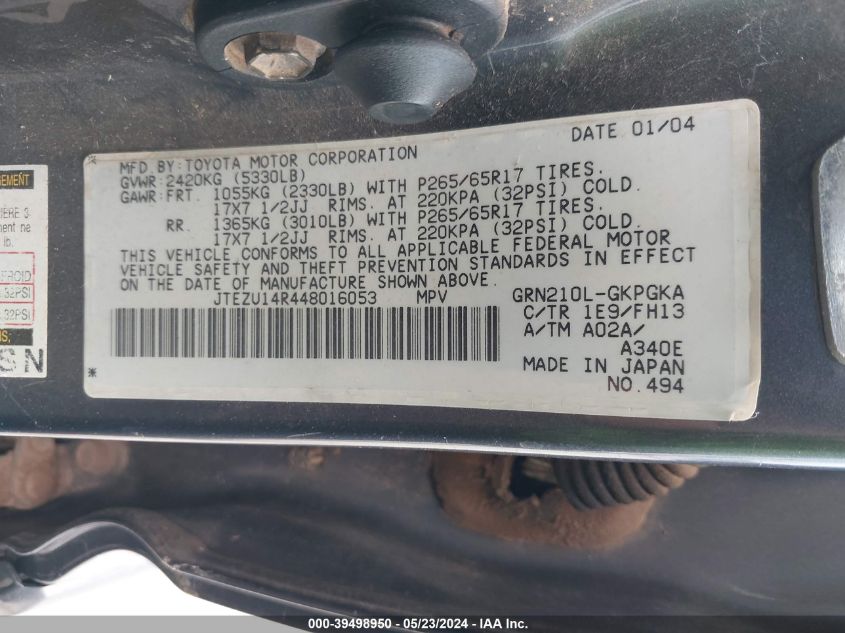 DATE 01/04
MFD BY: TOYOTA MOTOR CORPORATION
GVWR: 2420KG (5330LB)
GAWR: FRT. 1055KG (2330LB) WITH P265/65R17 TIRES.
17X7 1/2JJ RIMS. AT 220KPA (32PSI) COLD.
RR. 1365KG (3010LB) WITH P265/65R17 TIRES.
17X7 1/2JJ RIMS. AT 220KPA (32PSI) COLD.
THIS VEHICLE CONFORMS TO ALL APPLICABLE FEDERAL MOTOR
VEHICLE SAFETY AND THEFT PREVENTION STANDARDS IN EFFECT
ON THE DATE OF MANUFACTURE SHOWN ABOVE.
JTEZU14R448016053 MPV GRN210L-GKPGKA
C/TR 1E9/FH13
A/TM A02A/
A340E
MADE IN JAPAN
NO. 494
lb.
32PSI
32PSI
S N
000-39498950 - 05/23/2024 - IAA Inc.